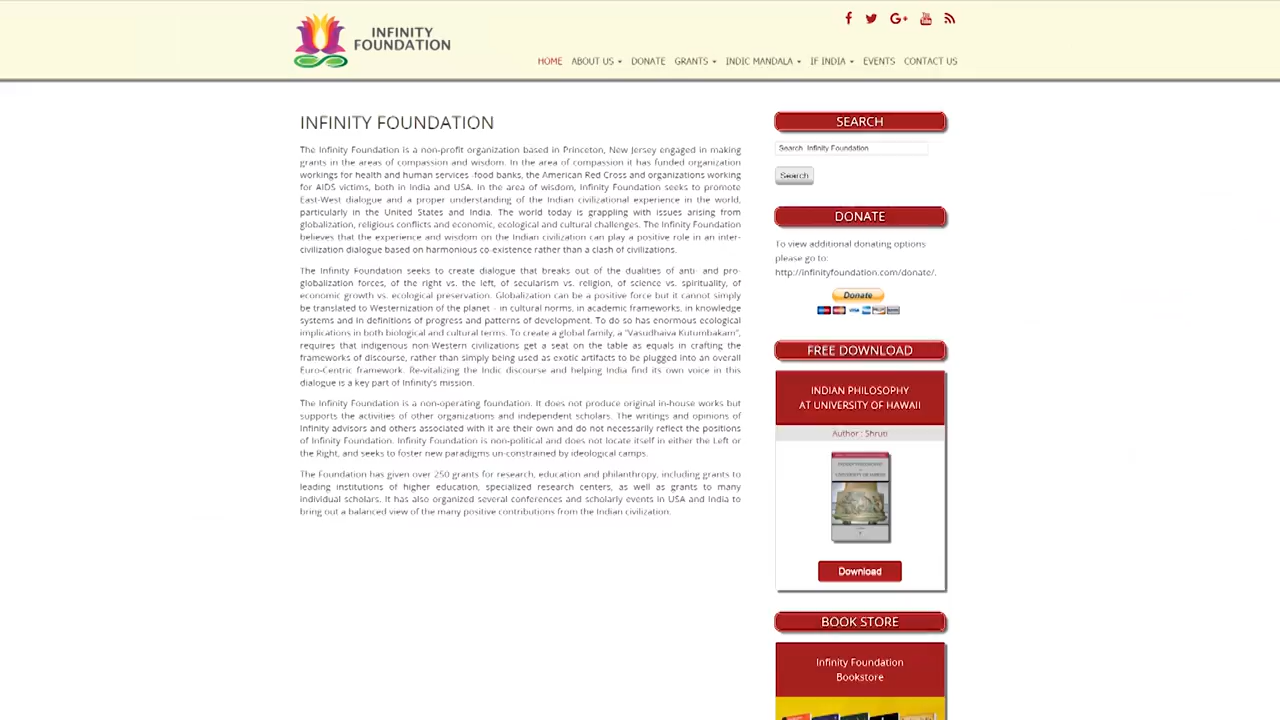 INFINITY
FOUNDATION
HOME ABOUT US DONATE GRANTS INDIC MANDALA IF INDIA EVENTS CONTACT US
INFINITY FOUNDATION
The Infinity Foundation is a non-profit organization based in Princeton, New Jersey engaged in making
grants in the areas of compassion and wisdom. In the area of compassion it has funded organization
workings for health and human services -food banks, the American Red Cross and organizations working
for AIDS victims, both in India and USA. In the area of wisdom, Infinity Foundation seeks to promote
East-West dialogue and a proper understanding of the Indian civilizational experience in the world,
particularly in the United States and India. The world today is grappling with issues arising from
globalization, religious conflicts and economic, ecological and cultural challenges. The Infinity Foundation
believes that the experience and wisdom on the Indian civilization can play a positive role in an inter-
civilization dialogue based on harmonious co-existence rather than a clash of civilizations.
The Infinity Foundation seeks to create dialogue that breaks out of the dualities of anti- and pro-
globalization forces, of the right vs. the left, of secularism vs. religion, of science vs. spirituality, of
economic growth vs. ecological preservation. Globalization can be a positive force but it cannot simply
be translated to Westernization of the planet - in cultural norms, in academic frameworks, in knowledge
systems and in definitions of progress and patterns of development. To do so has enormous ecological
implications in both biological and cultural terms. To create a global family, a "Vasudhaiva Kutumbakam",
requires that indigenous non-Western civilizations get a seat on the table as equals in crafting the
frameworks of discourse, rather than simply being used as exotic artifacts to be plugged into an overall
Euro-Centric framework. Re-vitalizing the Indic discourse and helping India find its own voice in this
dialogue is a key part of Infinity's mission.
The Infinity Foundation is a non-operating foundation. It does not produce original in-house works but
supports the activities of other organizations and independent scholars. The writings and opinions of
Infinity advisors and others associated with it are their own and do not necessarily reflect the positions
of Infinity Foundation. Infinity Foundation is non-political and does not locate itself in either the Left or
the Right, and seeks to foster new paradigms un-constrained by ideological camps.
The Foundation has given over 250 grants for research, education and philanthropy, including grants to
leading institutions of higher education, specialized research centers, as well as grants to many
individual scholars. It has also organized several conferences and scholarly events in USA and India to
bring out a balanced view of the many positive contributions from the Indian civilization.
SEARCH
Search Infinity Foundation
Search
DONATE
To view additional donating options
please go to:
http://infinityfoundation.com/donate/.
Donate
FREE DOWNLOAD
INDIAN PHILOSOPHY
AT UNIVERSITY OF HAWAII
Author : Shruti
Download
BOOK STORE
Infinity Foundation
Bookstore